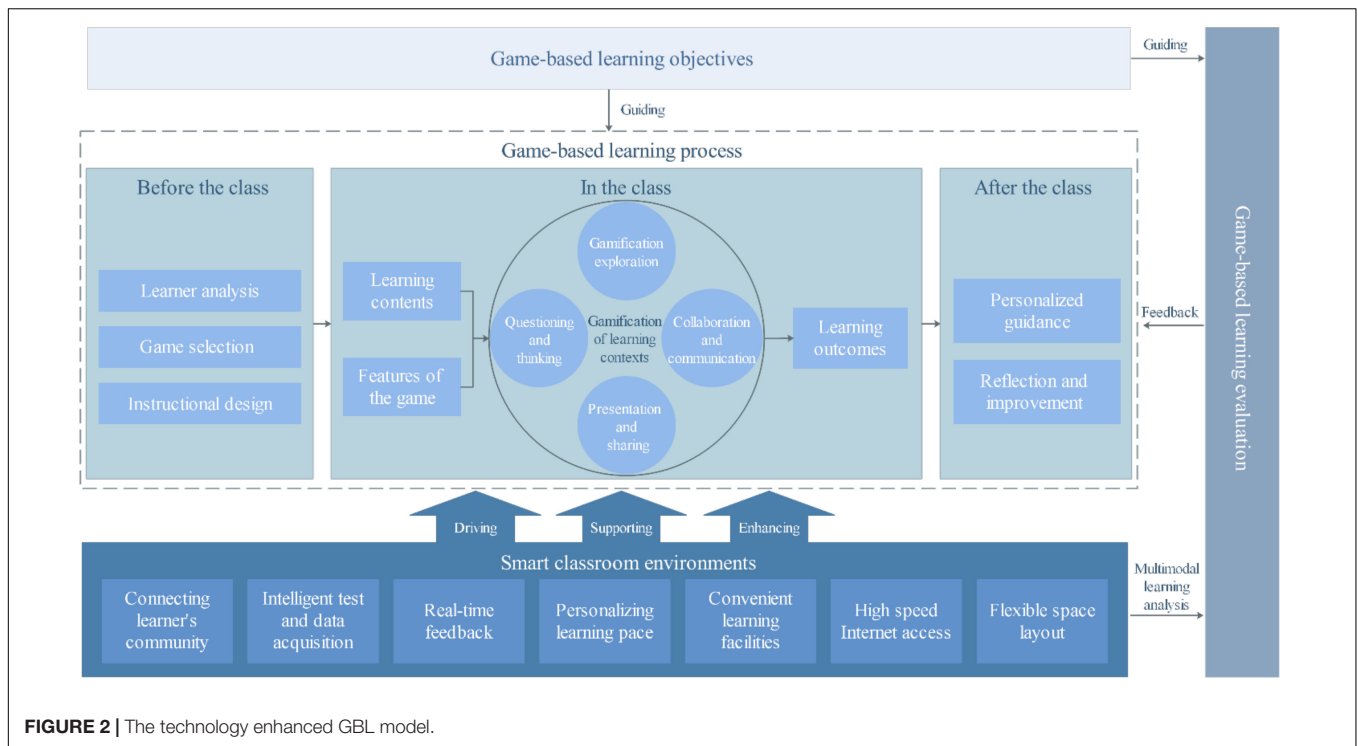 Game-based learning objectives
Guiding
Guiding
Game-based learning process
Before the class
Learner analysis
Game selection
Instructional design
In the class
Learning
contents
Features of
the game
Gamification
exploration
Questioning
and
thinking
Gamification
of learning
contexts
Collaboration
and
communication
Presentation
and
sharing
Learning
outcomes
After the class
Personalized
guidance
Reflection and
improvement
Feedback
Game-based learning evaluation
Driving
Supporting
Enhancing
Smart classroom environments
Connecting
learner's
community
Intelligent test
and data
acquisition
Real-time
feedback
Personalizing
learning pace
Convenient
learning
facilities
High speed
Internet access
Flexible space
layout
Multimodal
learning
analysis
FIGURE 2 | The technology enhanced GBL model.